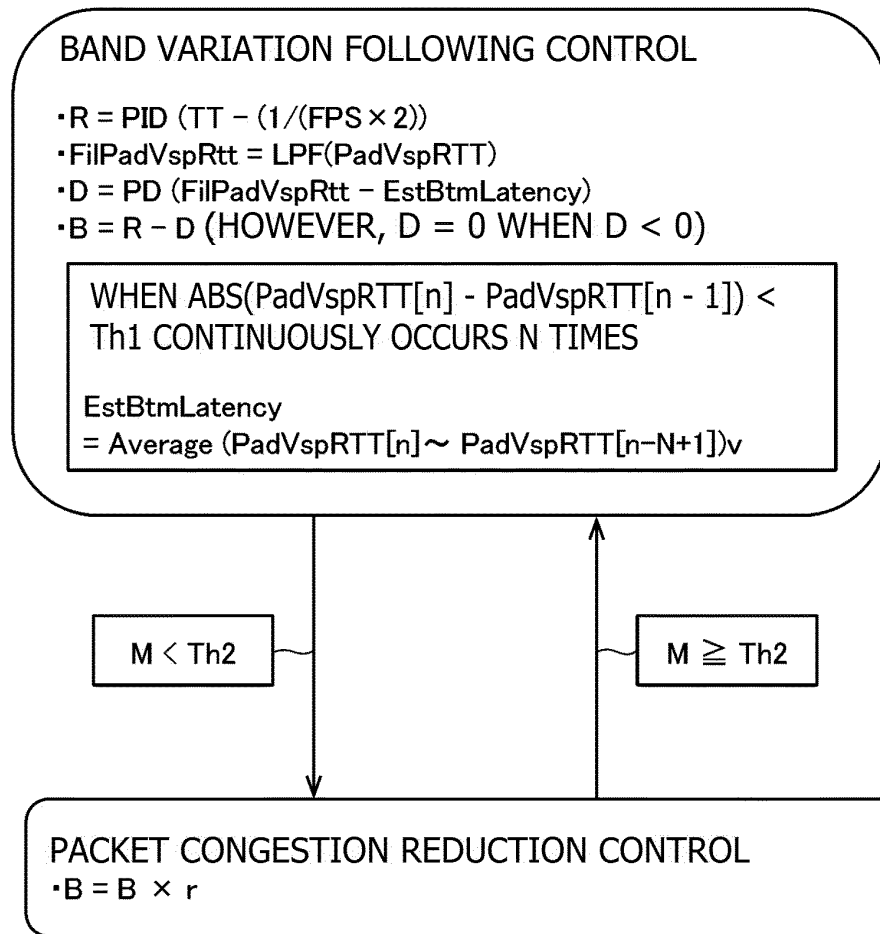 BAND VARIATION FOLLOWING CONTROL
・R = PID (TT − (1/(FPS × 2))
・FilPadVspRtt = LPF(PadVspRTT)
・D = PD (FilPadVspRtt − EstBtmLatency)
・B = R − D (HOWEVER, D = 0 WHEN D < 0)
WHEN ABS(PadVspRTT[n] - PadVspRTT[n - 1]) <
Th1 CONTINUOUSLY OCCURS N TIMES
EstBtmLatency
= Average (PadVspRTT[n]～ PadVspRTT[n-N+1])v
M < Th2
M ≧ Th2
PACKET CONGESTION REDUCTION CONTROL
・B = B × r